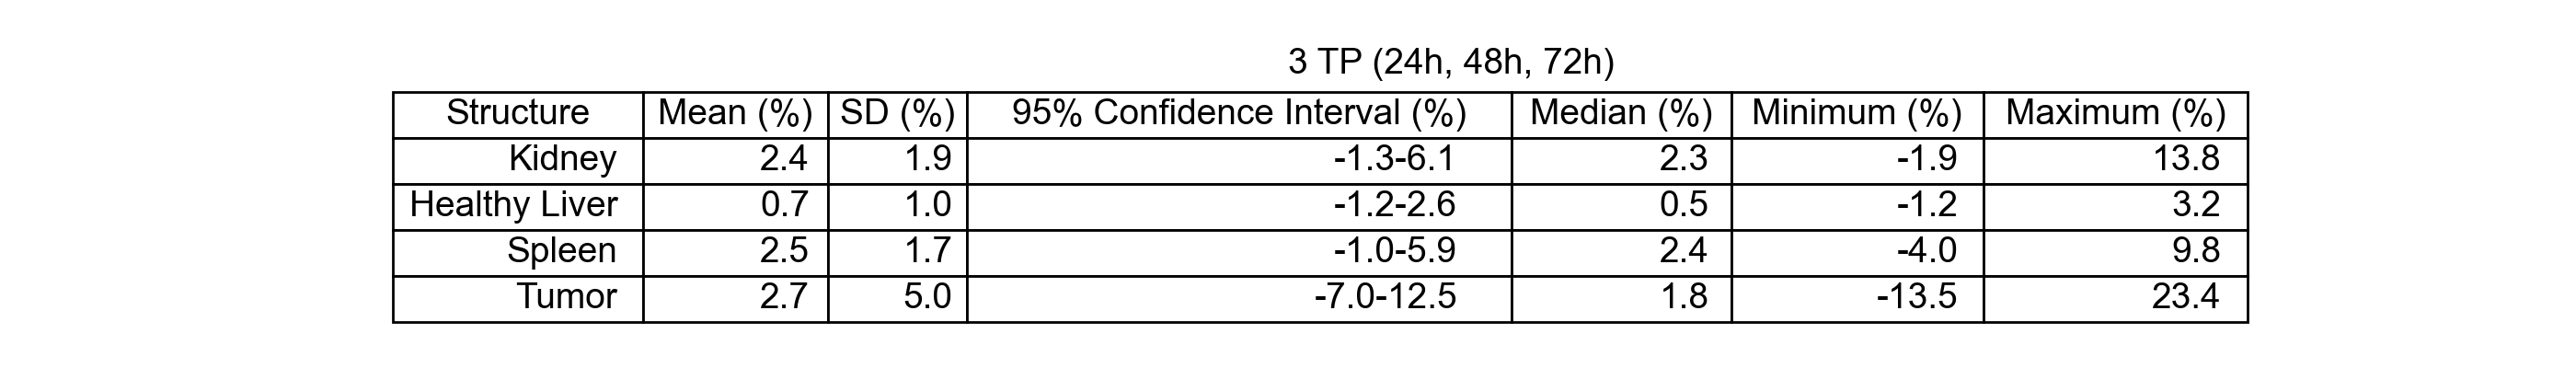 3 TP (24h, 48h, 72h)
Structure Mean (%) SD (%) 95% Confidence Interval (%) Median (%) Minimum (%) Maximum (%)
Kidney 2.4 1.9 -1.3-6.1 2.3 -1.9 13.8
Healthy Liver 0.7 1.0 -1.2-2.6 0.5 -1.2 3.2
Spleen 2.5 1.7 -1.0-5.9 2.4 -4.0 9.8
Tumor 2.7 5.0 -7.0-12.5 1.8 -13.5 23.4